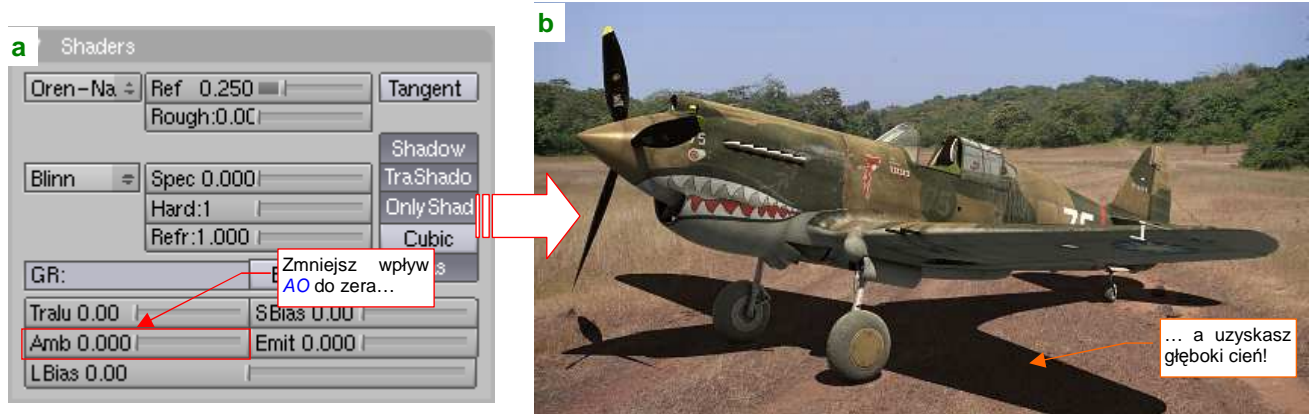 a
Shaders
Oren-Na
Ref 0.250
Tangent
Rough:0.00
Shadow
TraShado
Blinn
Spec 0.000
OnlyShad
Hard:1
Refr:1.000
Cubic
GR:
Zmniejsz wpływ
AO do zera…
Tralu 0.00
SBias 0.00
Amb 0.000
Emit 0.000
LBias 0.00
b
75
… a uzyskasz
głęboki cień!